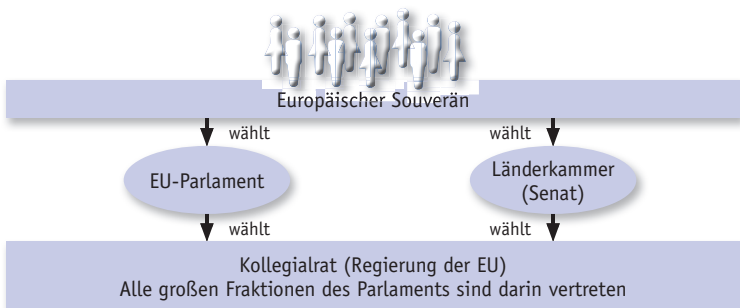 Europäischer Souverän
wählt
wählt
EU-Parlament
Länderkammer
(Senat)
wählt
wählt
Kollegialrat (Regierung der EU)
Alle großen Fraktionen des Parlaments sind darin vertreten